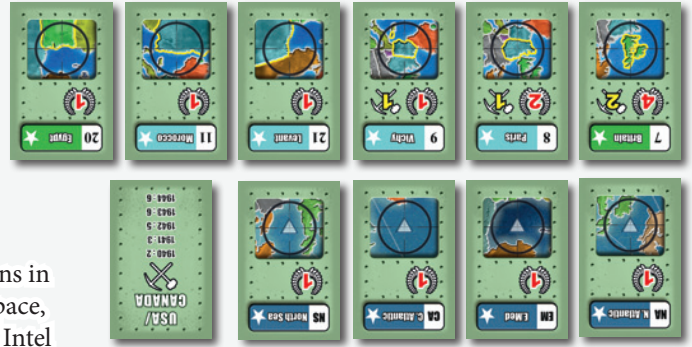 20 Egypt
1
11 Morocco
1
21 Levant
1
9 Vichy
1 1
8 Paris
2 1
7 Britain
4 2
USA/
CANADA
1940 - 2
1941 - 3
1942 - 5
1943 - 6
1944 - 6
NS North Sea
1
CA C. Atlantic
1
EM E.Med
1
NA N. Atlantic
1
ns in
pace,
Intel